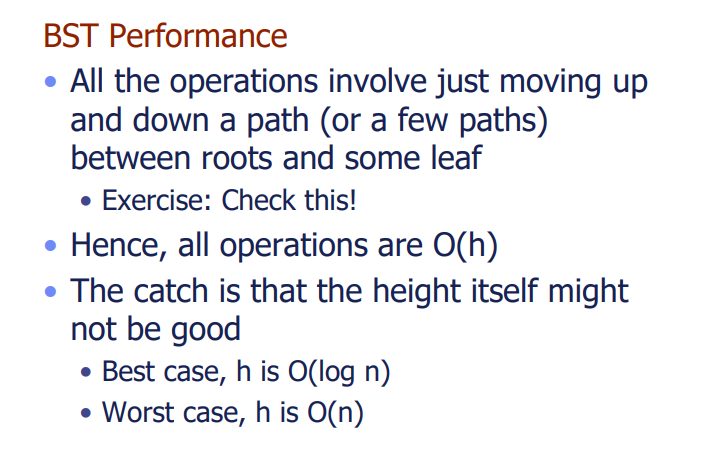 BST Performance
• All the operations involve just moving up
and down a path (or a few paths)
between roots and some leaf
• Exercise: Check this!
• Hence, all operations are O(h)
• The catch is that the height itself might
not be good
• Best case, h is O(log n)
• Worst case, h is O(n)